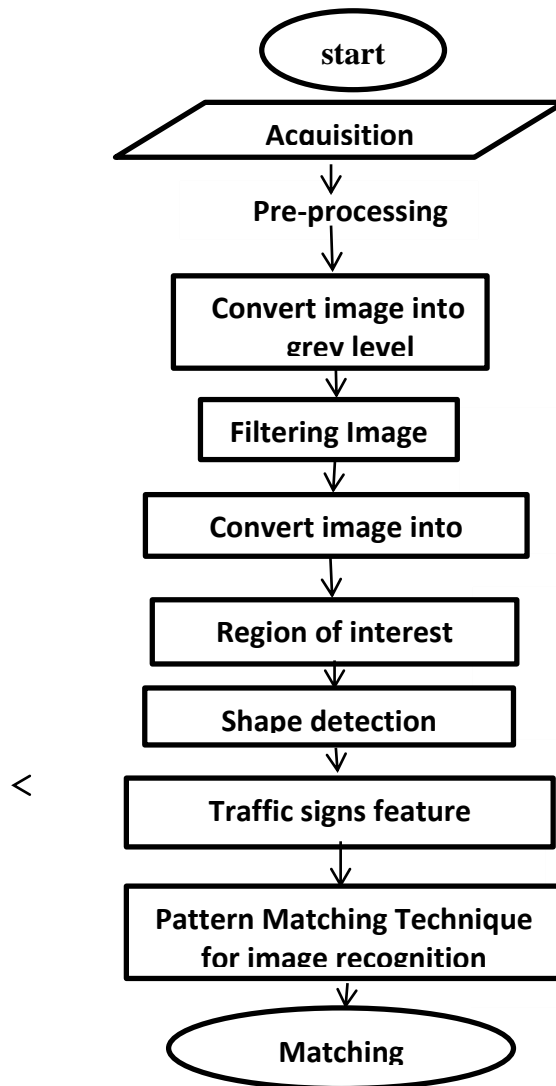 start
Acquisition
Pre-processing
Convert image into
grey level
Filtering Image
Convert image into
Region of interest
Shape detection
<
Traffic signs feature
Pattern Matching Technique
for image recognition
Matching